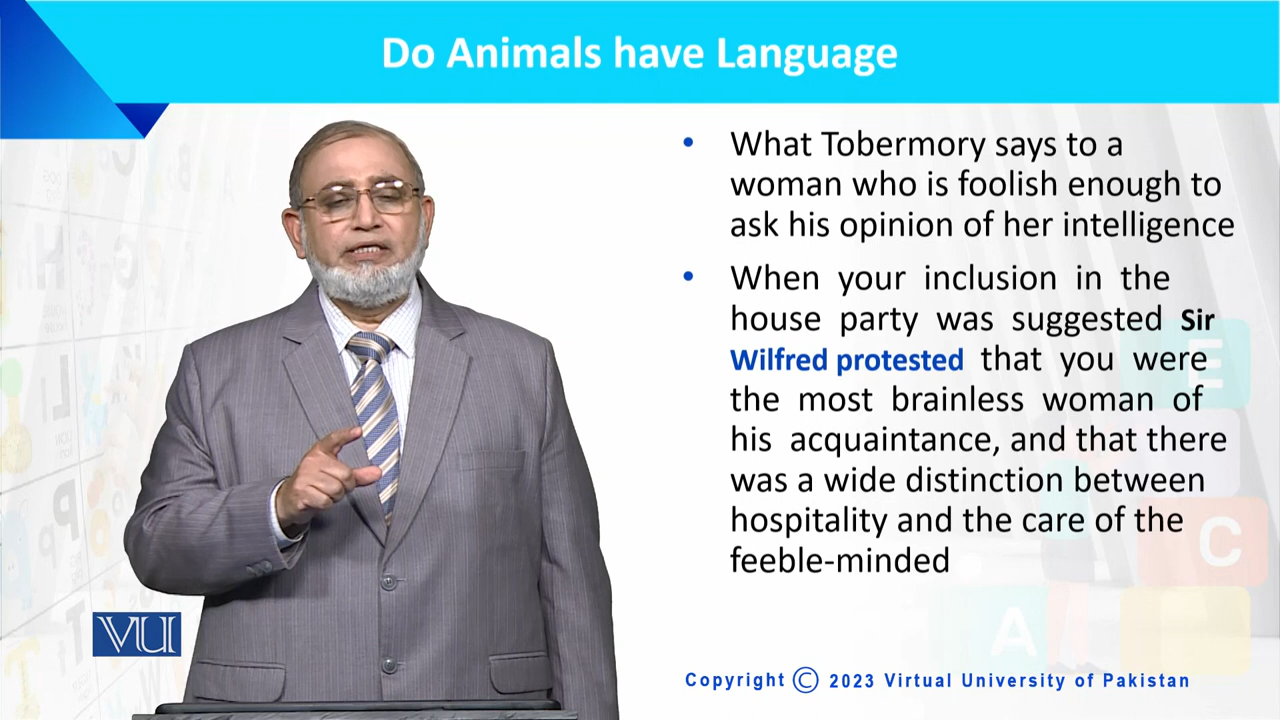 Do Animals have Language
• What Tobermory says to a
woman who is foolish enough to
ask his opinion of her intelligence
• When your inclusion in the
house party was suggested Sir
Wilfred protested that you were
the most brainless woman of
his acquaintance, and that there
was a wide distinction between
hospitality and the care of the
feeble-minded
VU
E
C
A
Copyright © 2023 Virtual University of Pakistan